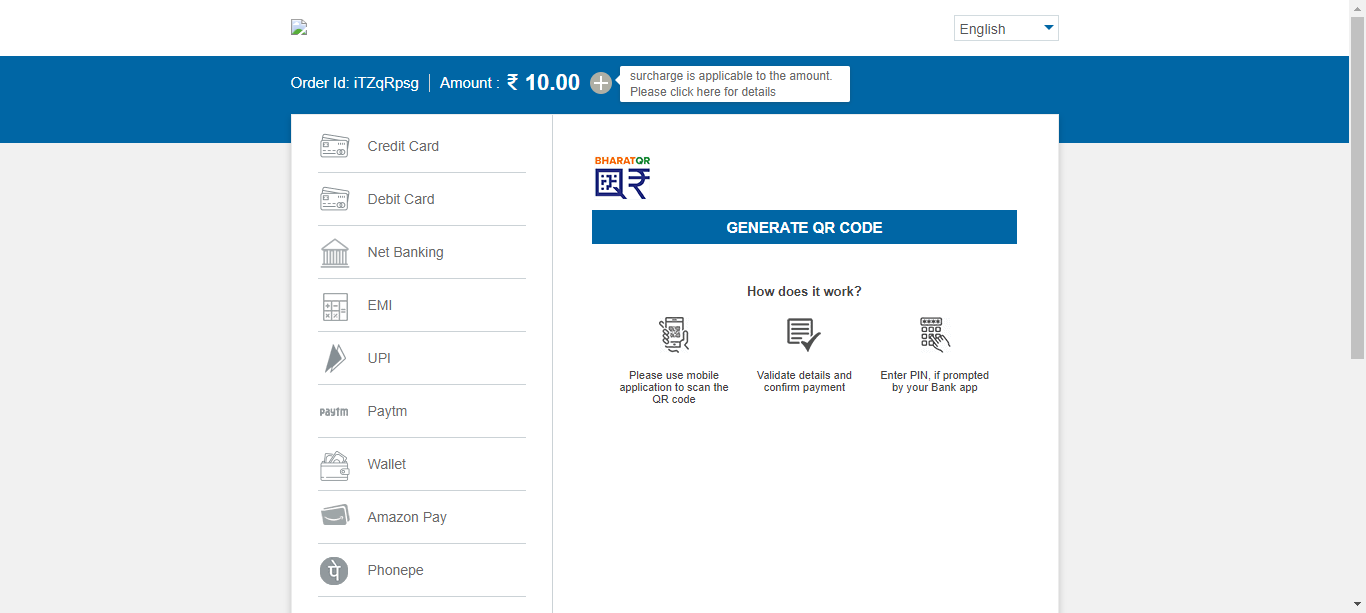 English
Order Id: iTZqRpsg
Amount : ₹ 10.00
surcharge is applicable to the amount.
Please click here for details
Credit Card
Debit Card
Net Banking
EMI
UPI
Paytm
Paytm
Wallet
Amazon Pay
पे
Phonepe
BHARATQR
GENERATE QR CODE
How does it work?
Please use mobile
application to scan the
QR code
Validate details and
confirm payment
Enter PIN, if prompted
by your Bank app